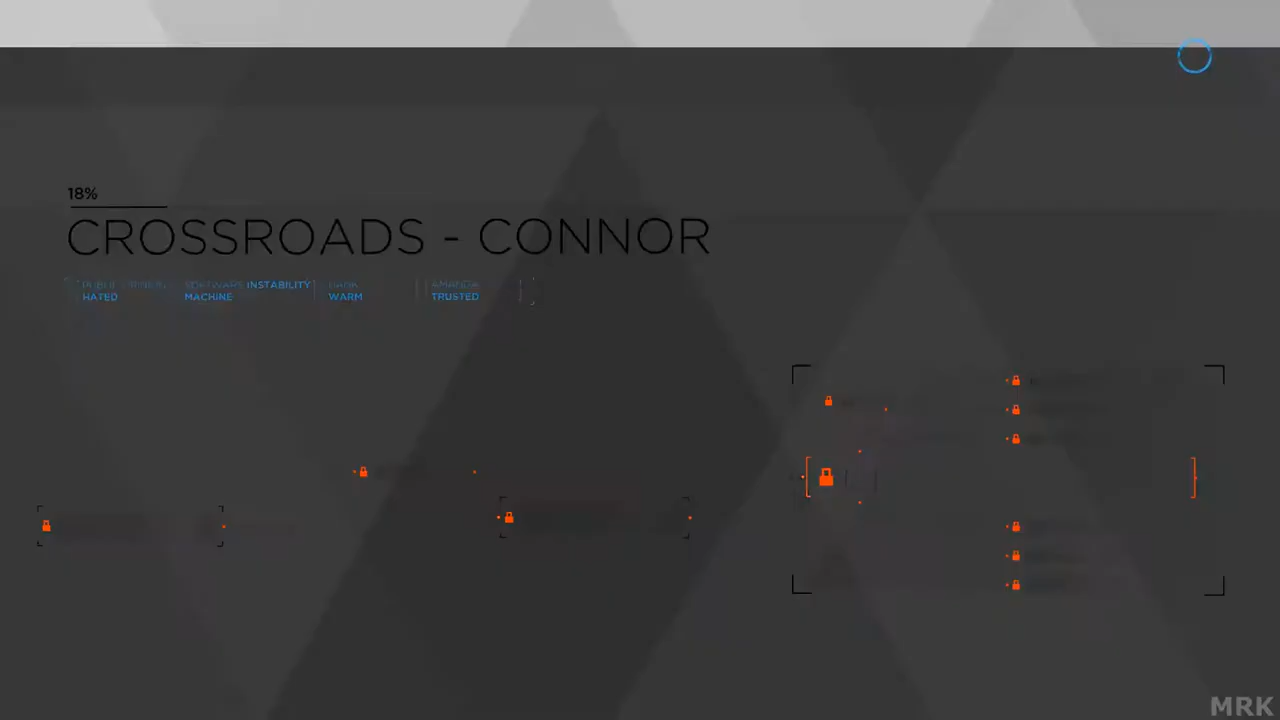 18%
CROSSROADS - CONNOR
PUBLIC OPINION SOFTWARE INSTABILITY HANK AMANDA
HATED MACHINE WARM TRUSTED
MRK